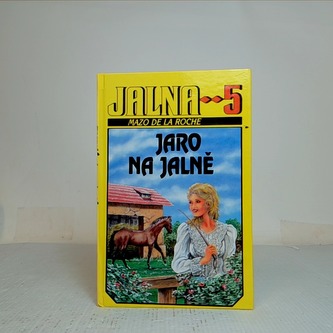 JALNA 5
MAZO DE LA ROCHE
JARO
NA JALNĚ